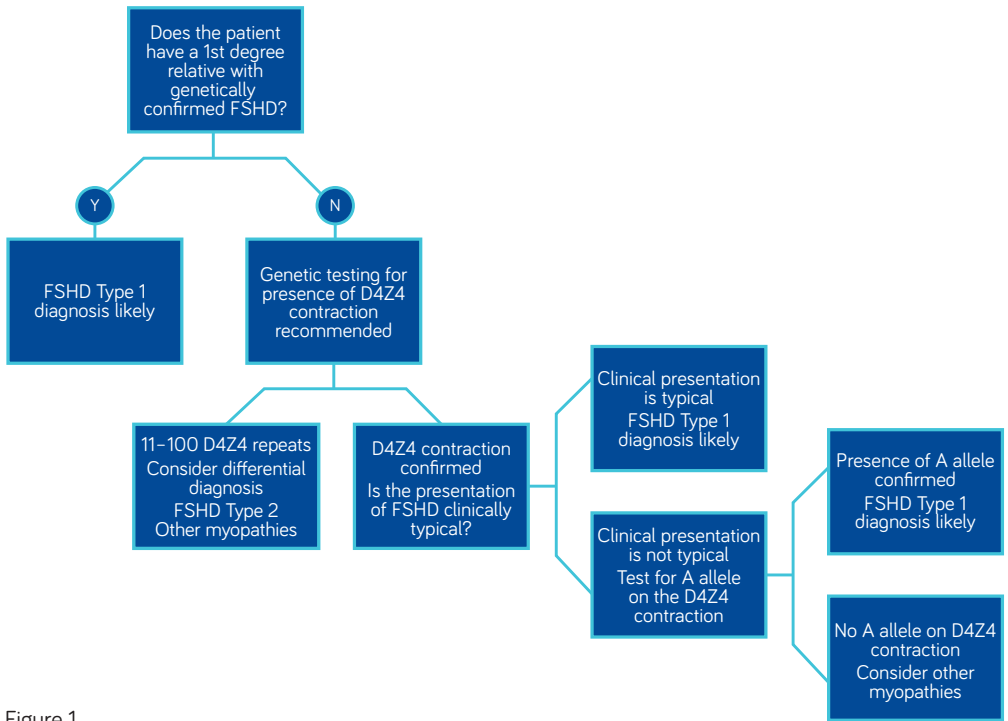 Does the patient
have a 1st degree
relative with
genetically
confirmed FSHD?
Y
N
FSHD Type 1
diagnosis likely
Genetic testing for
presence of D4Z4
contraction
recommended
11–100 D4Z4 repeats
Consider differential
diagnosis
FSHD Type 2
Other myopathies
D4Z4 contraction
confirmed
Is the presentation
of FSHD clinically
typical?
Clinical presentation
is typical
FSHD Type 1
diagnosis likely
Clinical presentation
is not typical
Test for A allele
on the D4Z4
contraction
Presence of A allele
confirmed
FSHD Type 1
diagnosis likely
No A allele on D4Z4
contraction
Consider other
myopathies
Figure 1